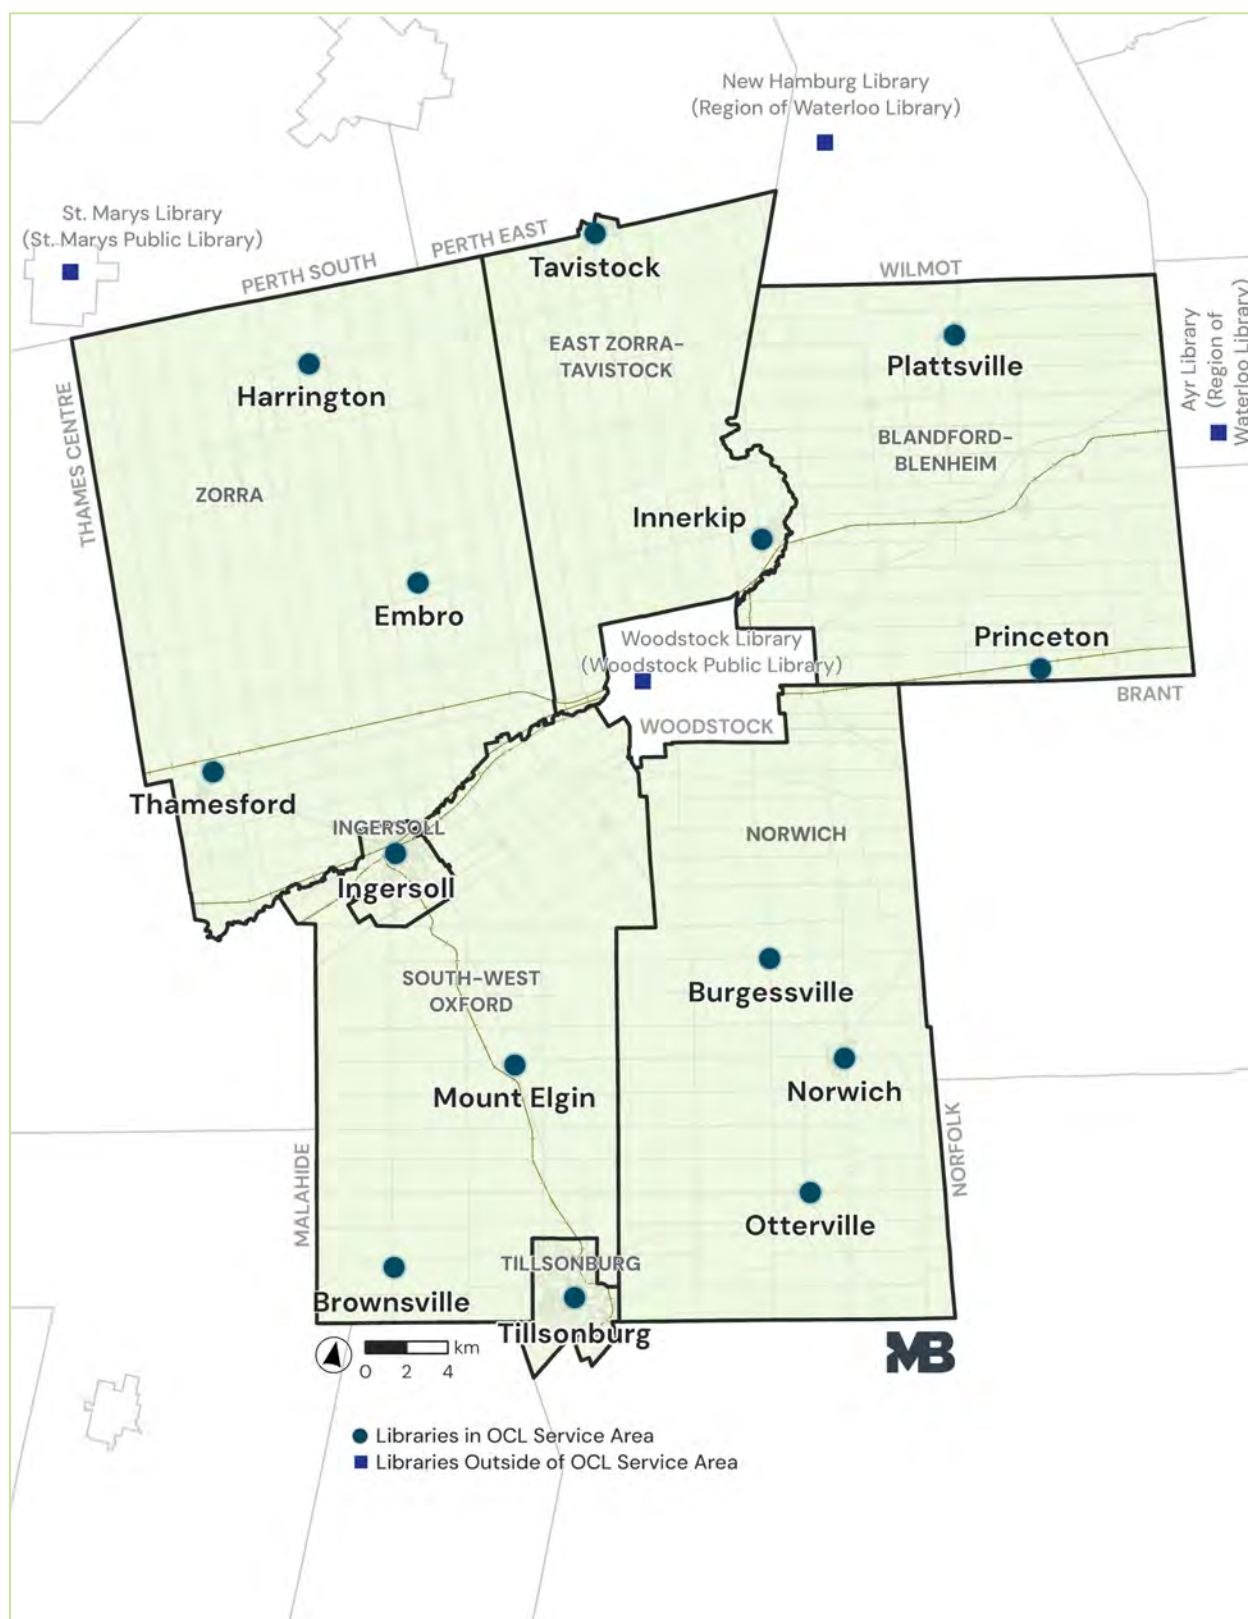 New Hamburg Library
(Region of Waterloo Library)
St. Marys Library
(St. Marys Public Library)
PERTH SOUTH
PERTH EAST
Tavistock
WILMOT
Ayr Library
(Region of
Waterloo Library)
EAST ZORRA-
TAVISTOCK
Plattsville
Harrington
THAMES CENTRE
BLANDFORD-
BLENHEIM
ZORRA
Innerkip
Embro
Woodstock Library
(Woodstock Public Library)
Princeton
BRANT
WOODSTOCK
Thamesford
INGERSOLL
NORWICH
Ingersoll
SOUTH-WEST
OXFORD
Burgessville
Mount Elgin
Norwich
MALAHIDE
NORFOLK
Otterville
TILLSONBURG
Brownsville
Tillsonburg
km
0 2 4
MB
Libraries in OCL Service Area
Libraries Outside of OCL Service Area